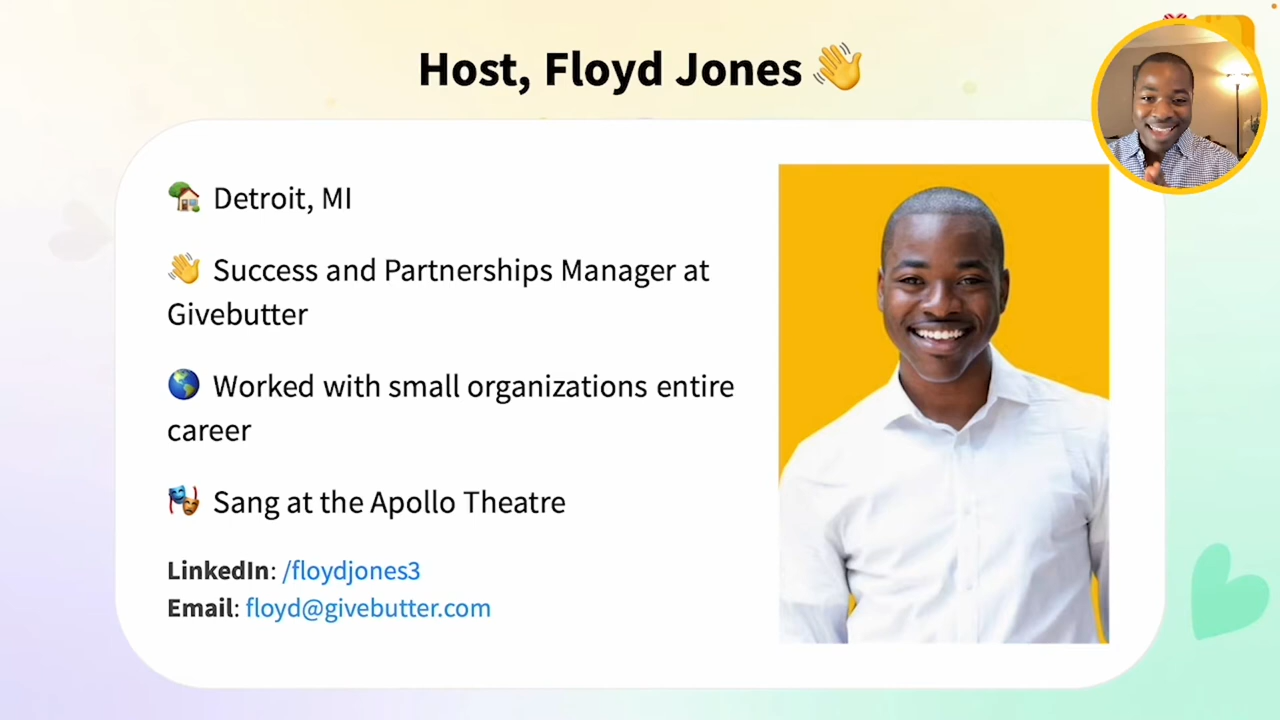 Host, Floyd Jones 👋
🏡 Detroit, MI
👋 Success and Partnerships Manager at
Givebutter
🌎 Worked with small organizations entire
career
🎭 Sang at the Apollo Theatre
LinkedIn: /floydjones3
Email: floyd@givebutter.com